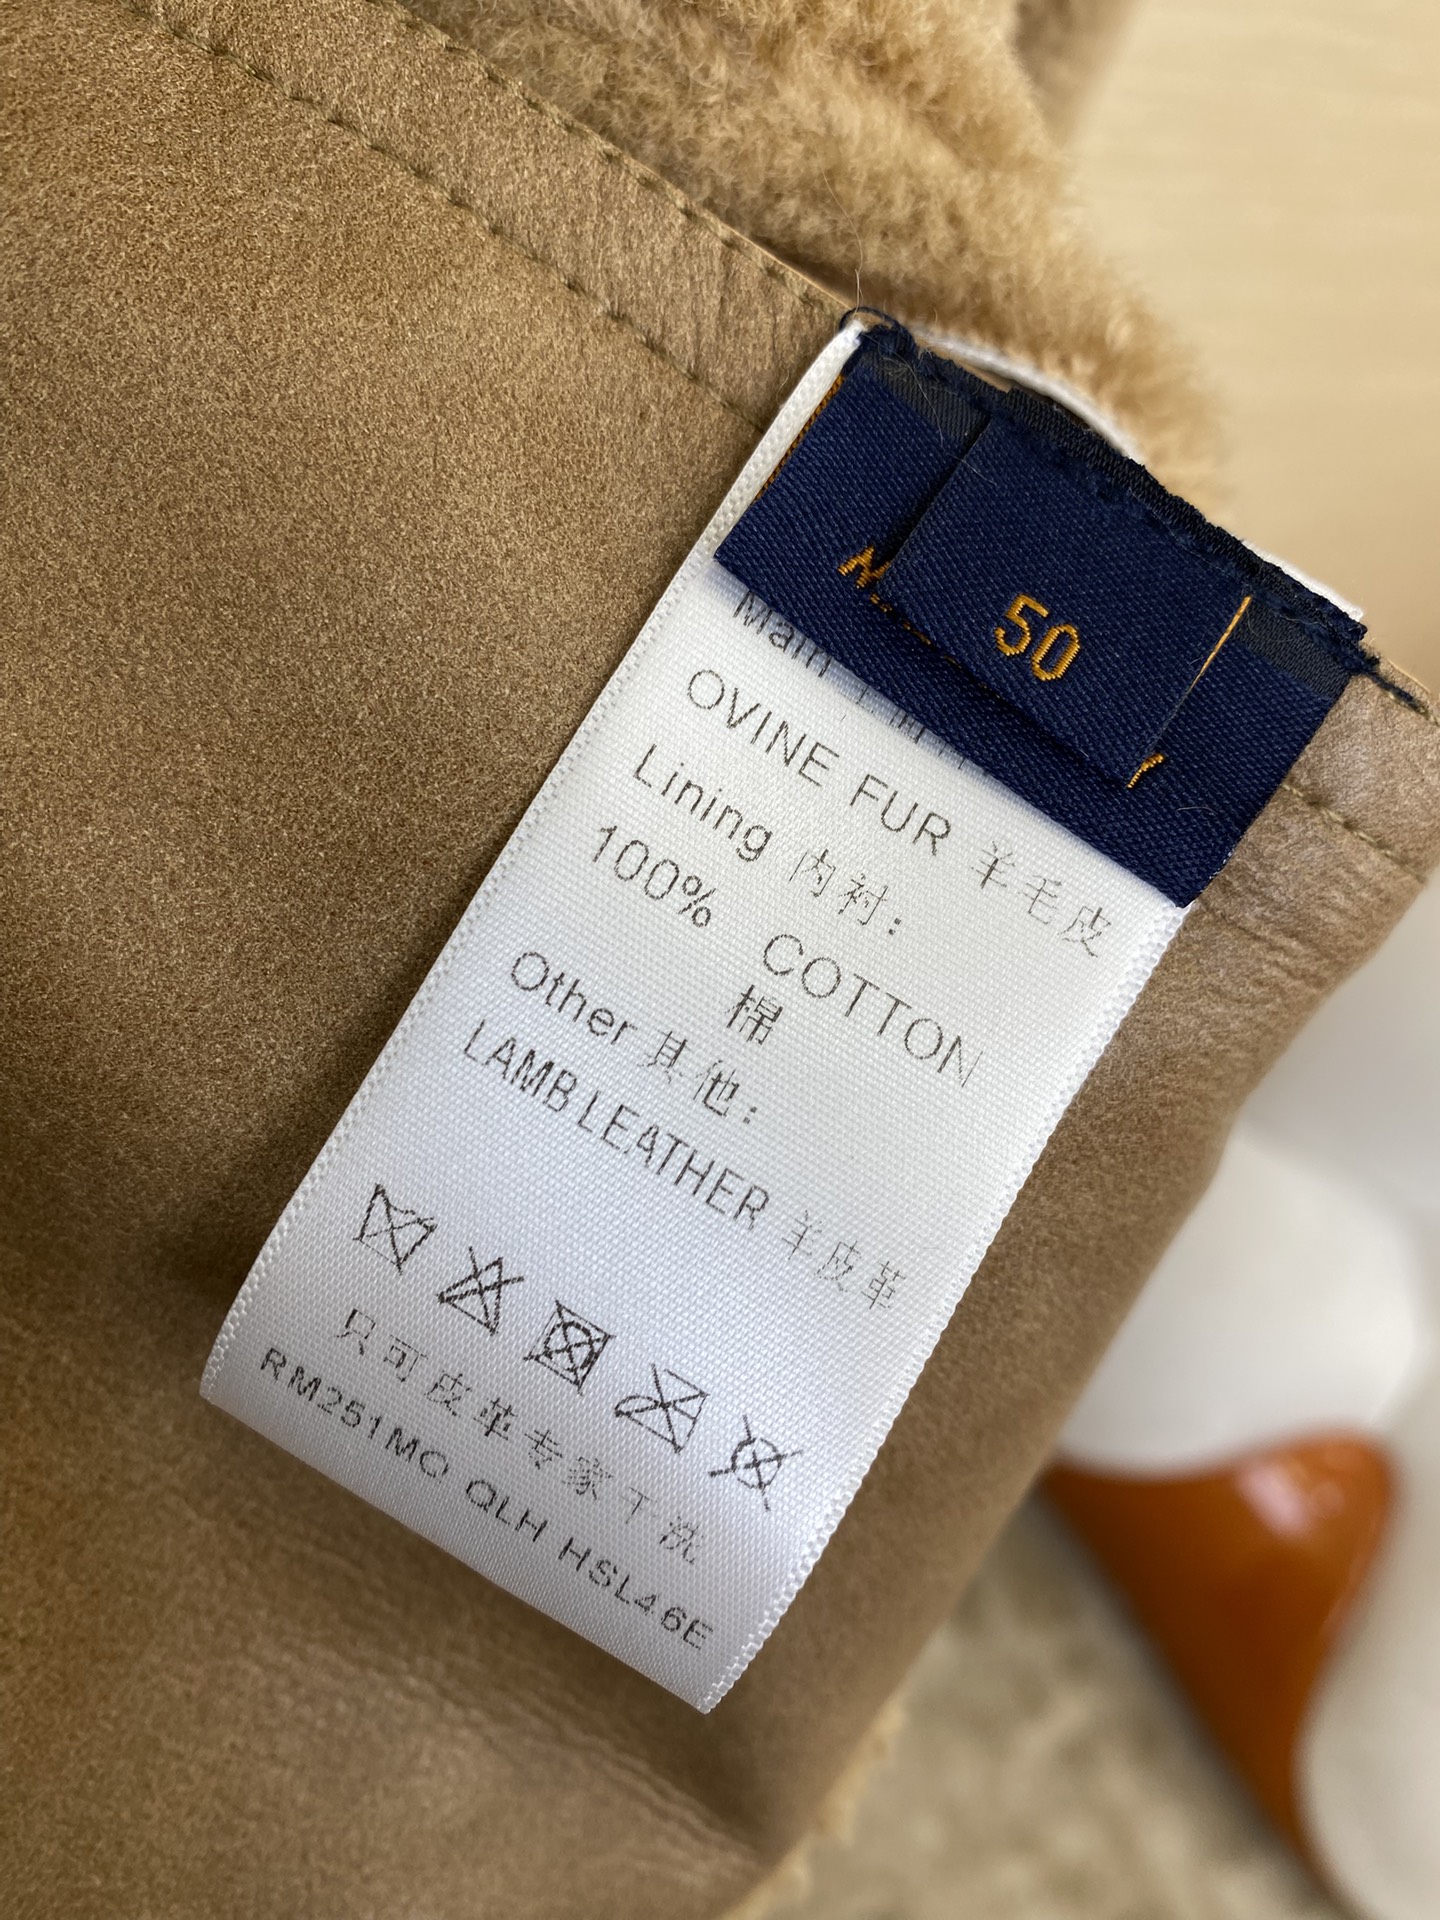 50
Main
OVINE FUR 羊毛皮
Lining 内衬:
100% COTTON
棉
Other 其他:
LAMB LEATHER 羊皮革
只可皮革专家干洗
RM251MO QLH HSL46E